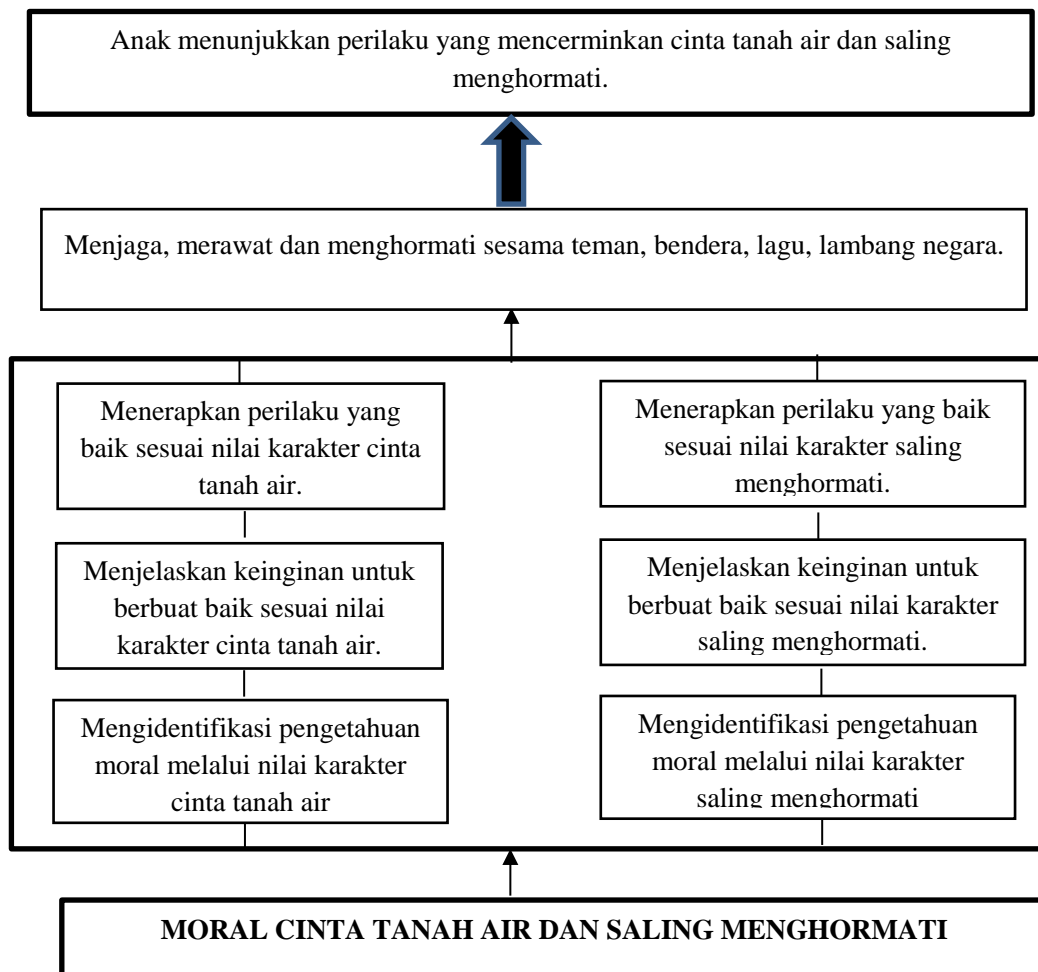 Anak menunjukkan perilaku yang mencerminkan cinta tanah air dan saling
menghormati.
Menjaga, merawat dan menghormati sesama teman, bendera, lagu, lambang negara.
Menerapkan perilaku yang
baik sesuai nilai karakter cinta
tanah air.
Menerapkan perilaku yang baik
sesuai nilai karakter saling
menghormati.
Menjelaskan keinginan untuk
berbuat baik sesuai nilai
karakter cinta tanah air.
Menjelaskan keinginan untuk
berbuat baik sesuai nilai karakter
saling menghormati.
Mengidentifikasi pengetahuan
moral melalui nilai karakter
cinta tanah air
Mengidentifikasi pengetahuan
moral melalui nilai karakter
saling menghormati
MORAL CINTA TANAH AIR DAN SALING MENGHORMATI